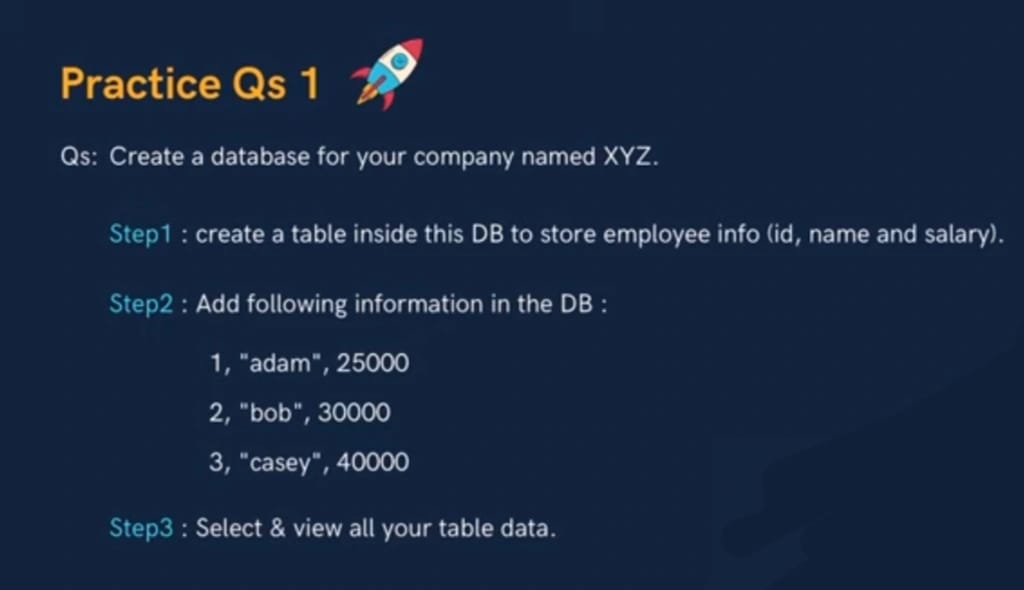 Practice Qs 1
Qs: Create a database for your company named XYZ.
Step1 : create a table inside this DB to store employee info (id, name and salary).
Step2 : Add following information in the DB :
1, "adam", 25000
2, "bob", 30000
3, "casey", 40000
Step3 : Select & view all your table data.